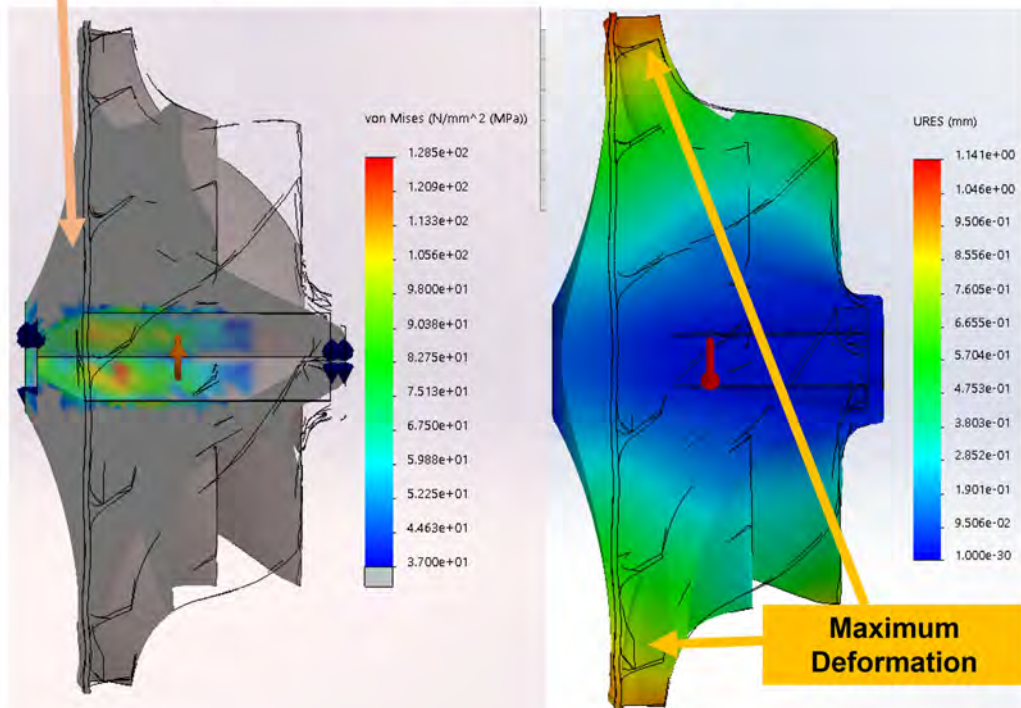 von Mises (N/mm^2 (MPa))
1.285e+02
1.209e+02
1.133e+02
1.056e+02
9.800e+01
9.038e+01
8.275e+01
7.513e+01
6.750e+01
5.988e+01
5.225e+01
4.463e+01
3.700e+01
URES (mm)
1.141e+00
1.046e+00
9.506e-01
8.556e-01
7.605e-01
6.655e-01
5.704e-01
4.753e-01
3.803e-01
2.852e-01
1.901e-01
9.506e-02
1.000e-30
Maximum
Deformation